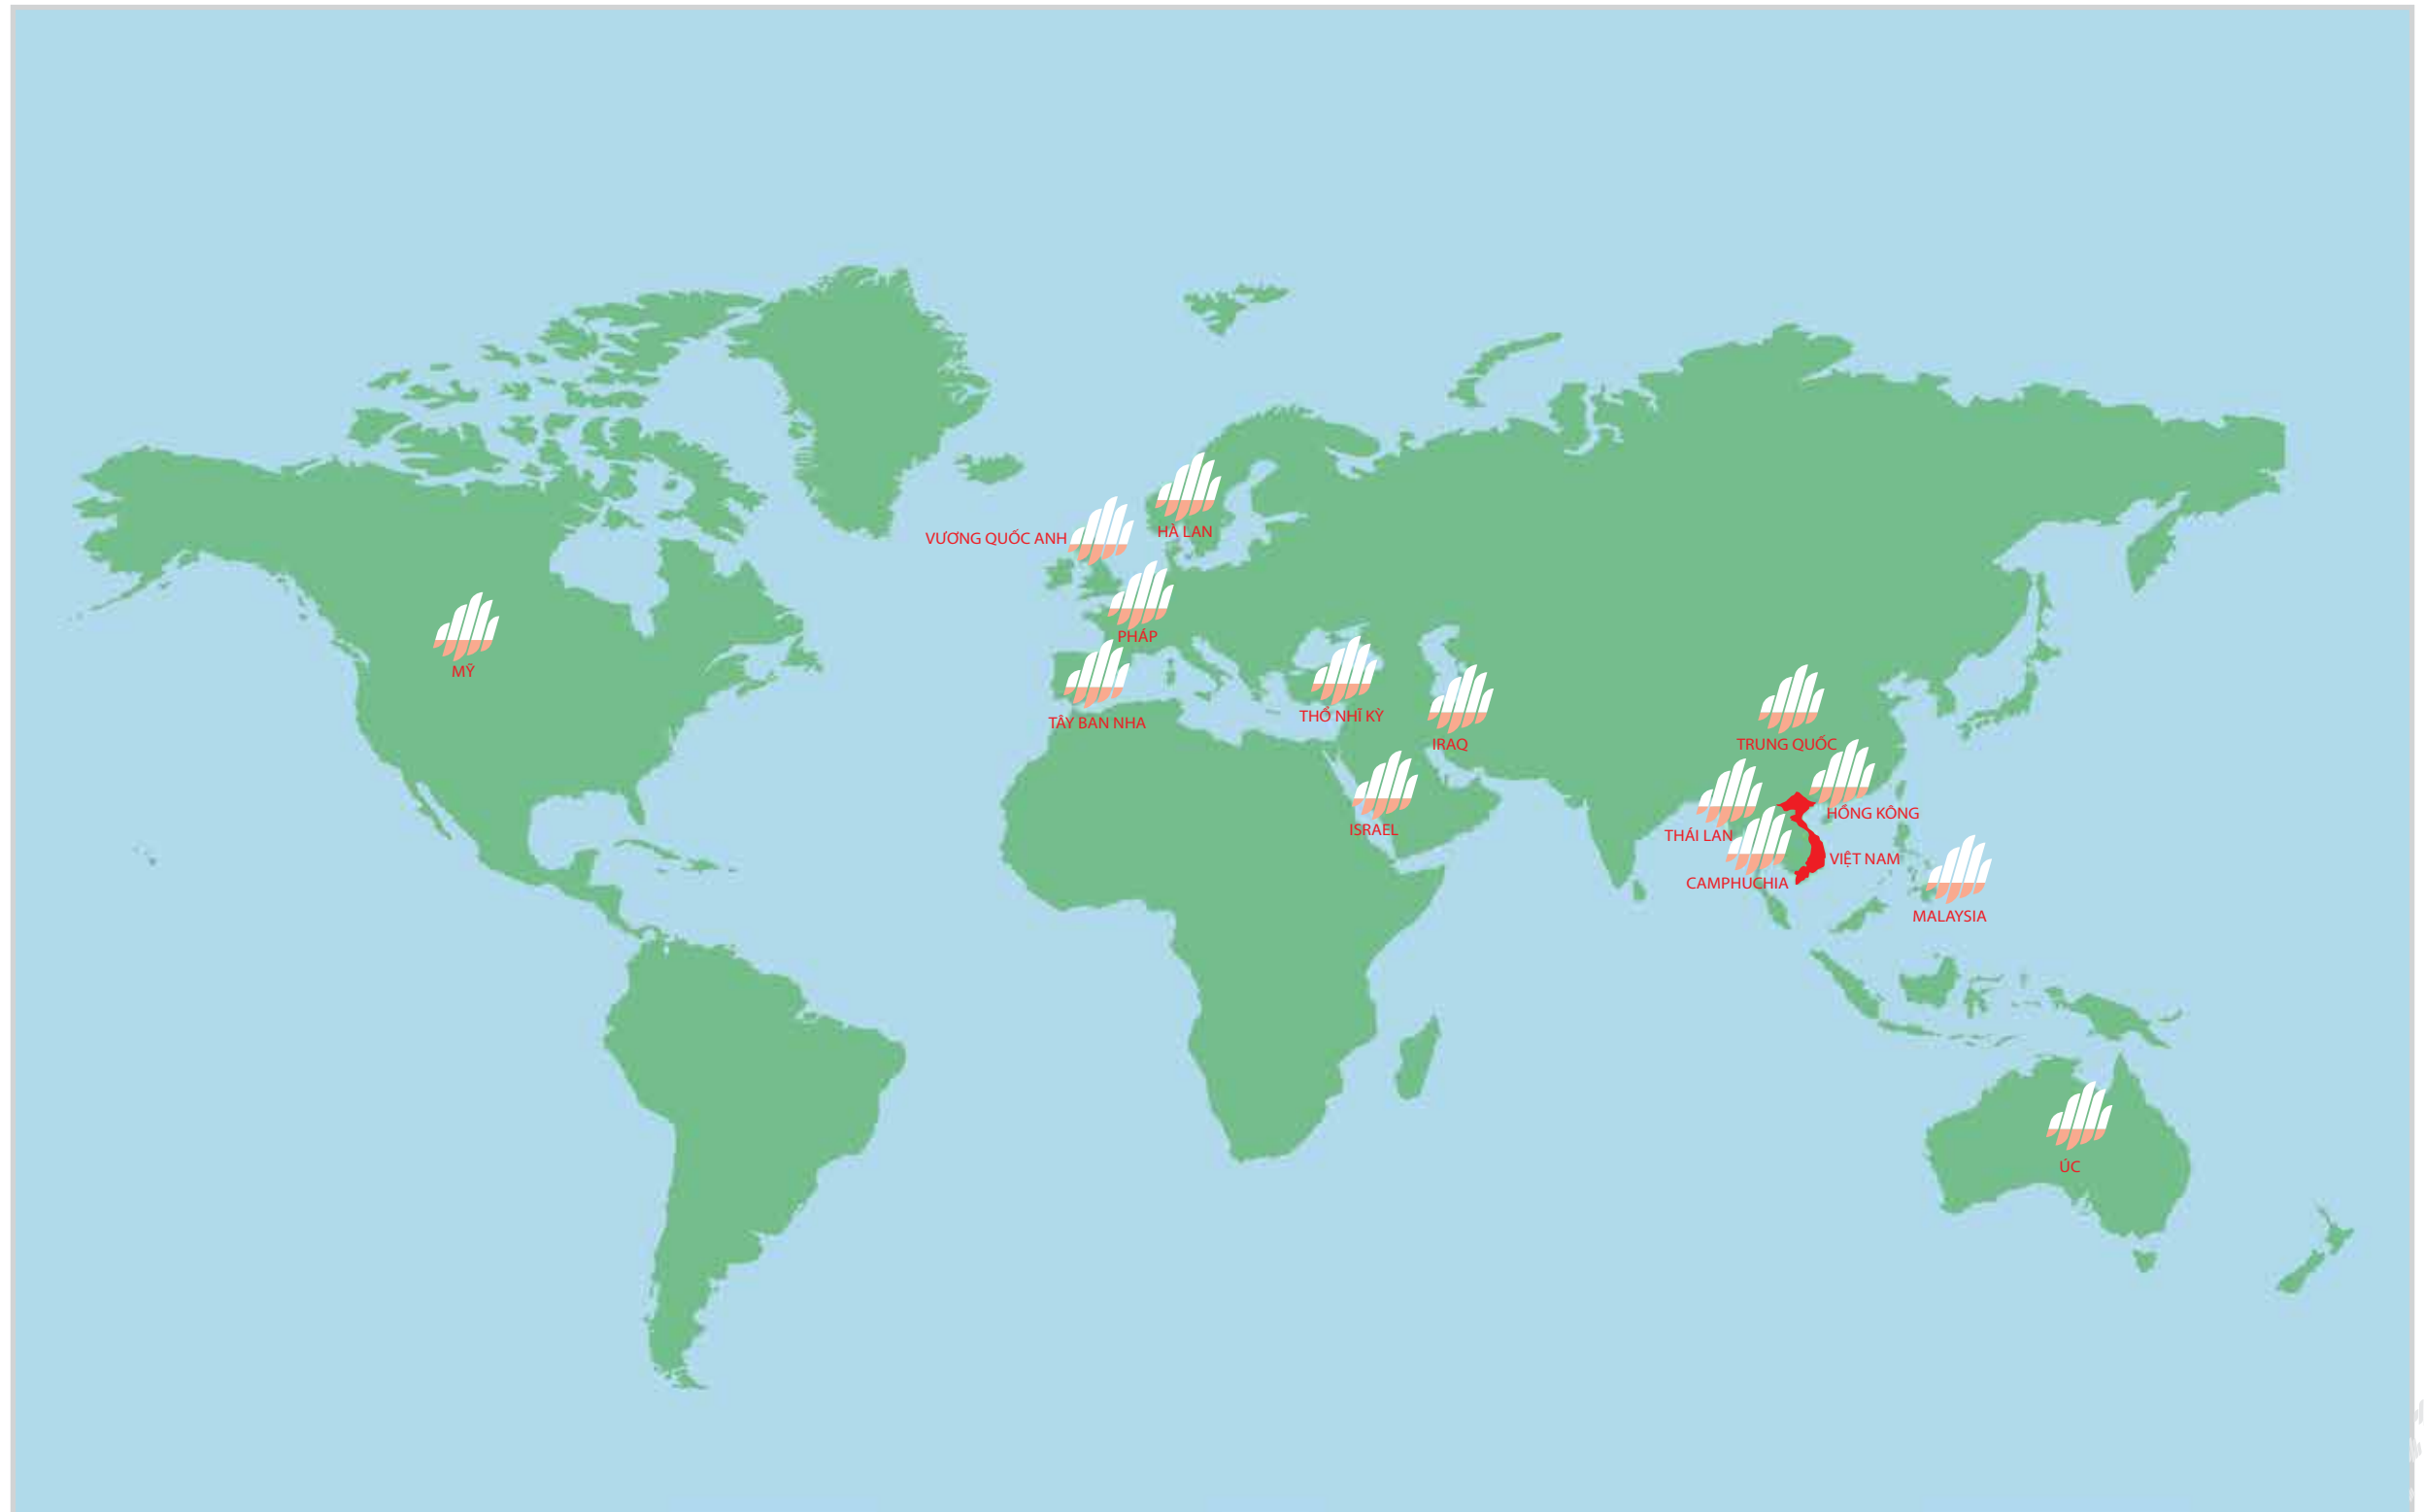 HÀ LAN
VƯƠNG QUỐC ANH
PHÁP
MỸ
TÂY BAN NHA
THỔ NHĨ KỲ
IRAQ
TRUNG QUỐC
HỒNG KÔNG
ISRAEL
THÁI LAN
VIỆT NAM
CAMPHUCHIA
MALAYSIA
ÚC